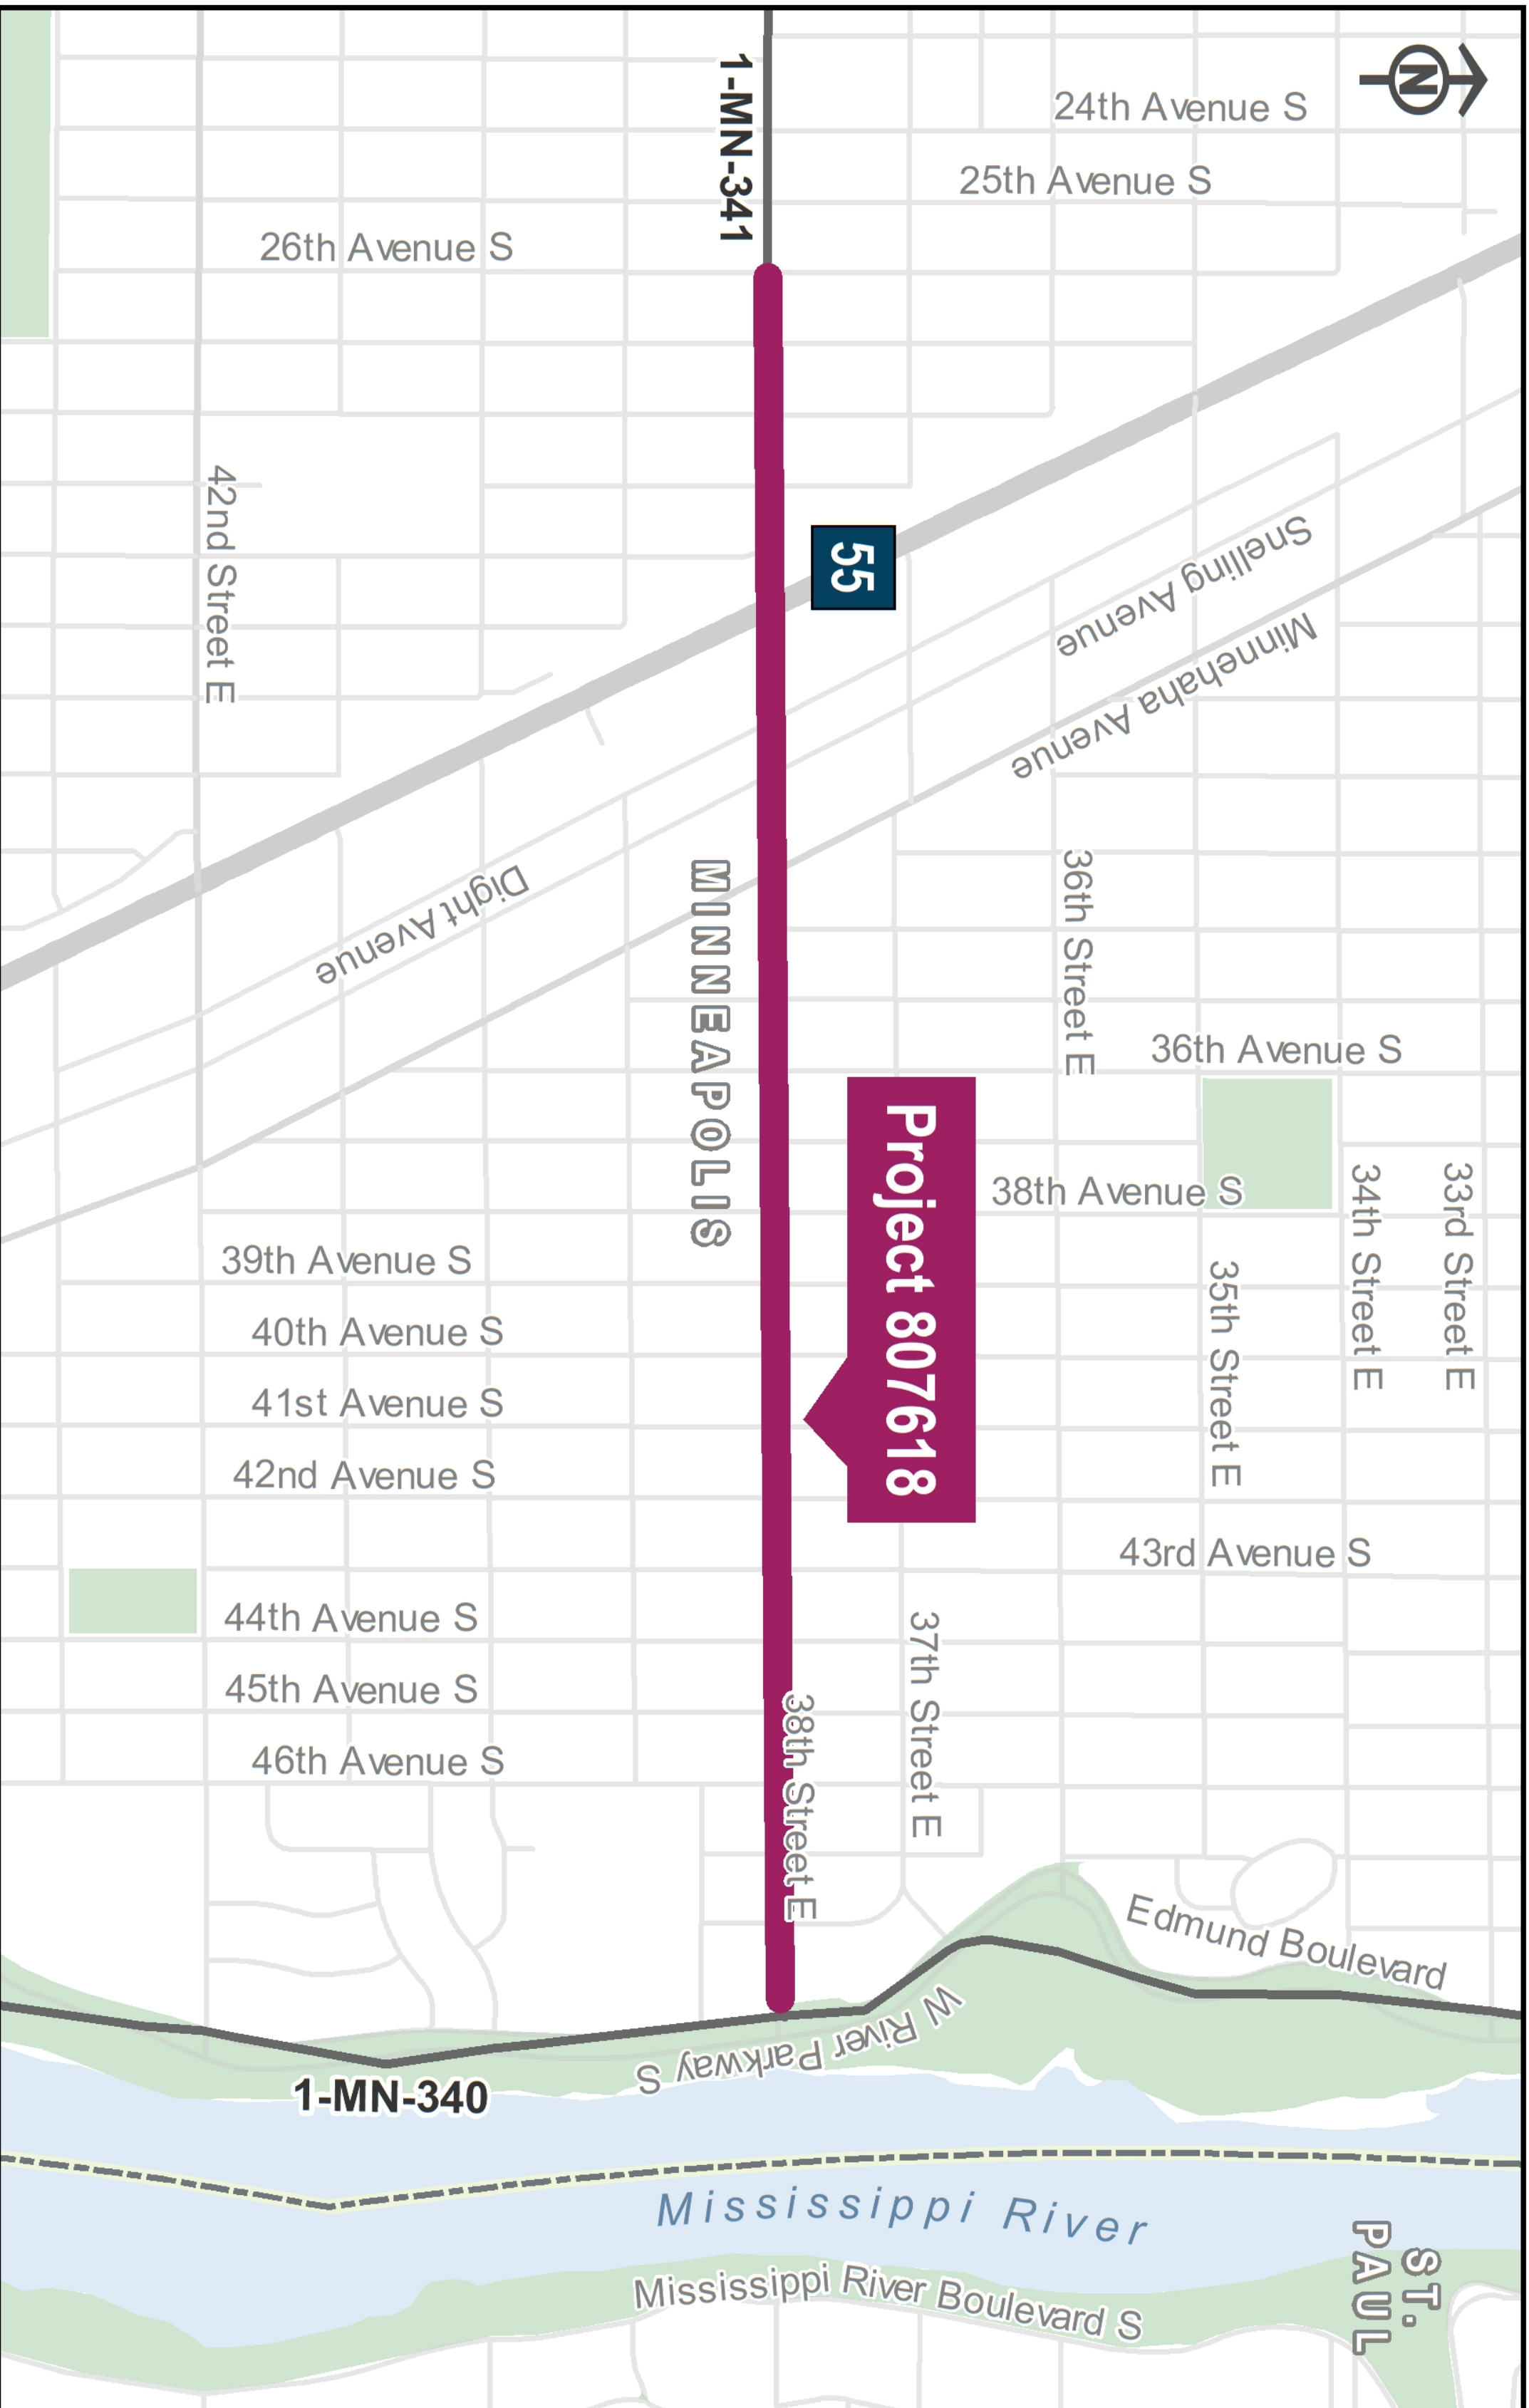 N
24th Avenue S
25th Avenue S
26th Avenue S
1-MN-341
55
Snelling Avenue
Minnehaha Avenue
42nd Street E
Dight Avenue
MINNEAPOLIS
36th Street E
36th Avenue S
38th Avenue S
33rd Street E
34th Street E
35th Street E
Project 807618
39th Avenue S
40th Avenue S
41st Avenue S
42nd Avenue S
43rd Avenue S
44th Avenue S
45th Avenue S
46th Avenue S
37th Street E
38th Street E
Edmund Boulevard
W River Parkway S
1-MN-340
Mississippi River
Mississippi River Boulevard S
ST.
PAUL